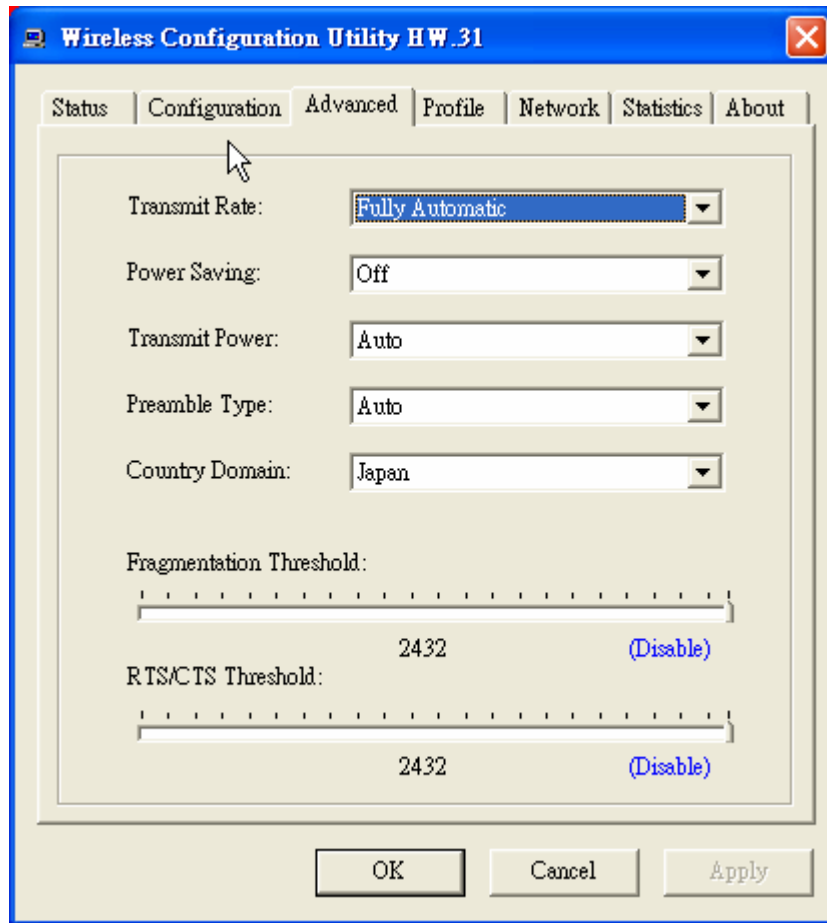 Wireless Configuration Utility HW.31
Status Configuration Advanced Profile Network Statistics About
Transmit Rate: Fully Automatic
Power Saving: Off
Transmit Power: Auto
Preamble Type: Auto
Country Domain: Japan
Fragmentation Threshold:
2432 (Disable)
RTS/CTS Threshold:
2432 (Disable)
OK Cancel Apply